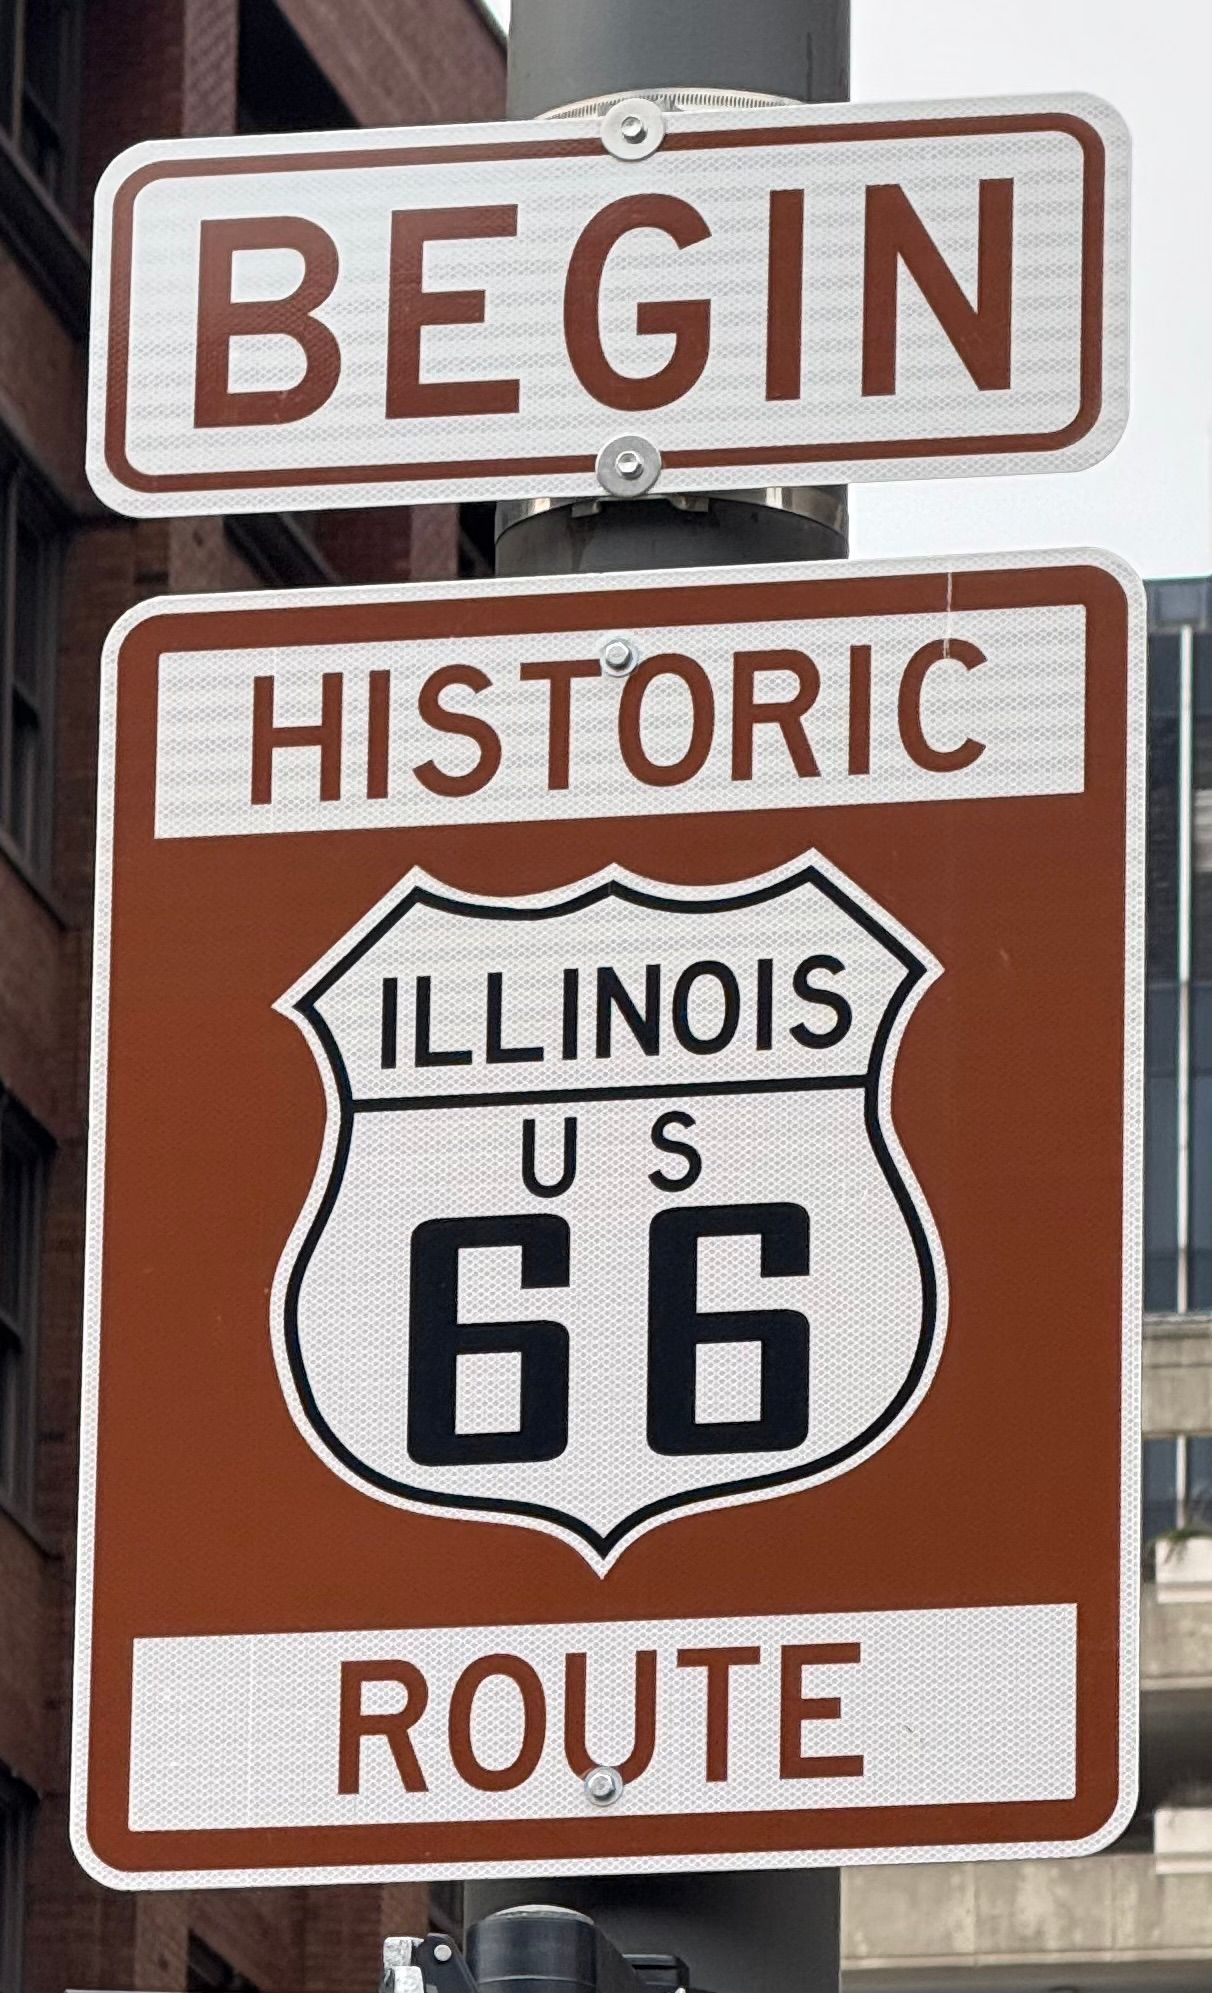 BEGIN
HISTORIC
ILLINOIS
U S
66
ROUTE